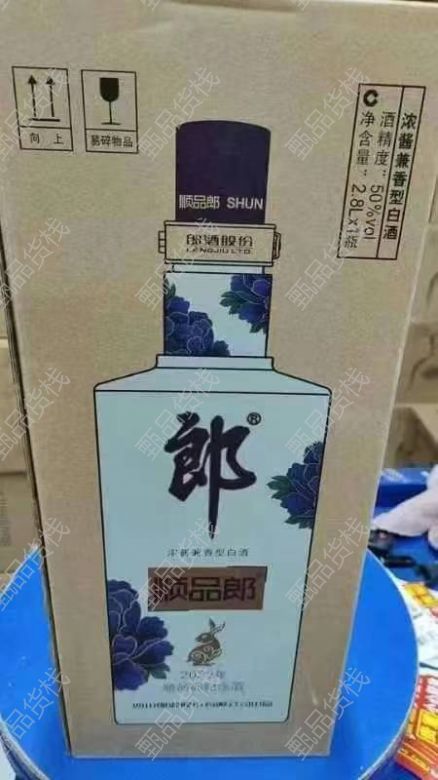 向上
易碎物品
浓酱兼香型白酒
酒精度：50%vol
净含量：2.8L×1瓶
顺品郎 SHUN
郎酒股份
LANGJIU LTD
郎®
浓酱兼香型白酒
顺品郎
甄品货栈